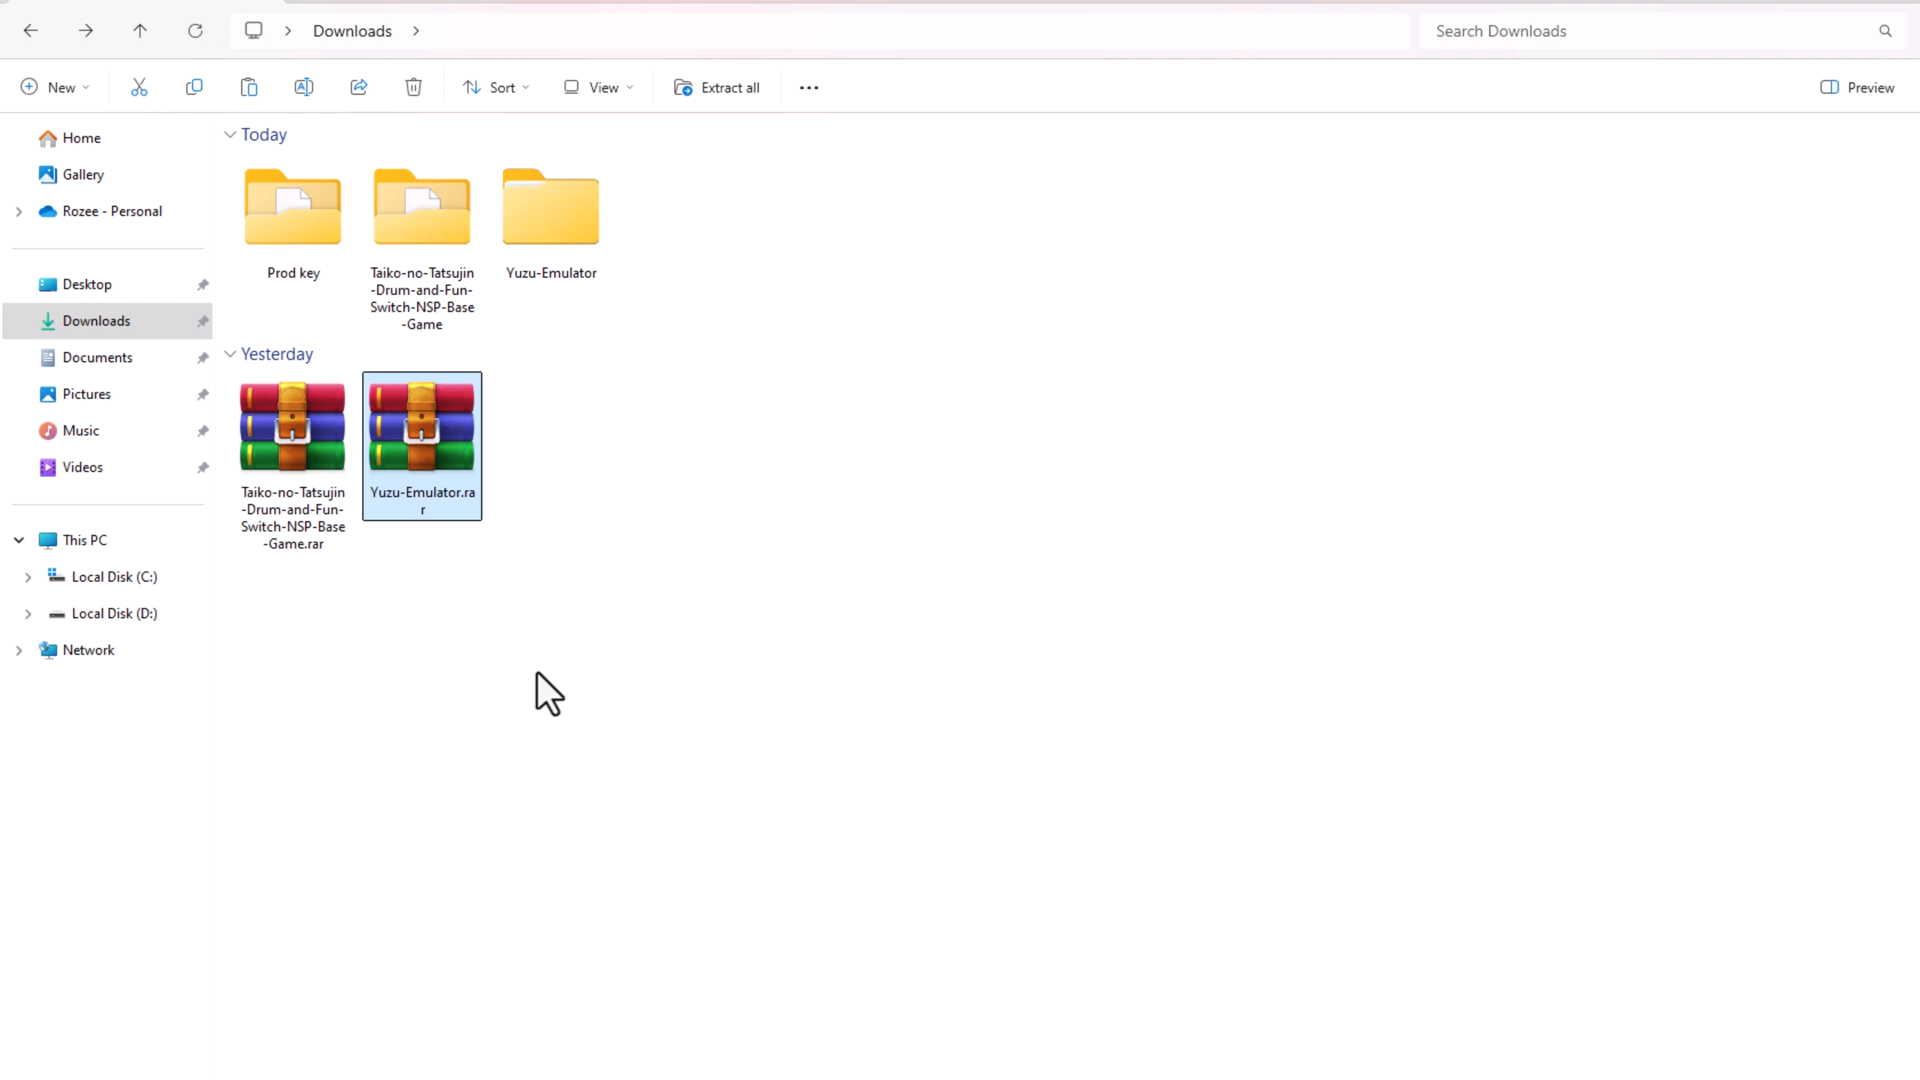 Downloads
Search Downloads
New
Sort
View
Extract all
Preview
Home
Gallery
Rozee - Personal
Desktop
Downloads
Documents
Pictures
Music
Videos
This PC
Local Disk (C:)
Local Disk (D:)
Network
Today
Prod key
Taiko-no-Tatsujin
-Drum-and-Fun-
Switch-NSP-Base
-Game
Yuzu-Emulator
Yesterday
Taiko-no-Tatsujin
-Drum-and-Fun-
Switch-NSP-Base
-Game.rar
Yuzu-Emulator.ra
r